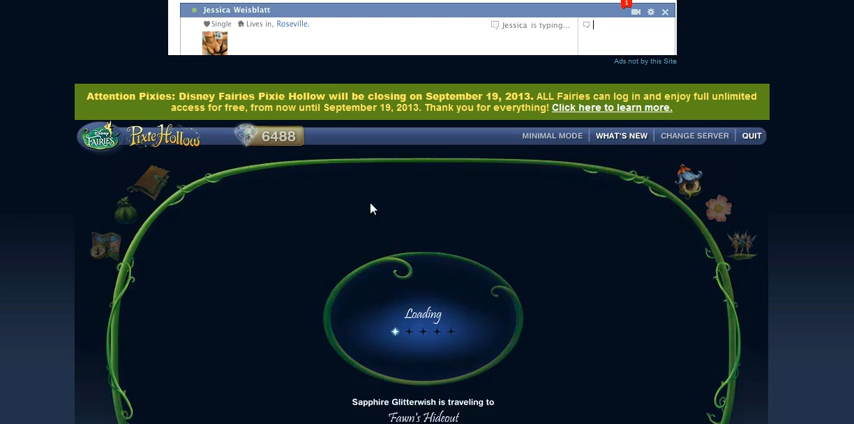 1
Jessica Weisblatt
Single Lives in, Roseville.
Jessica is typing...
Ads not by this Site
Attention Pixies: Disney Fairies Pixie Hollow will be closing on September 19, 2013. ALL Fairies can log in and enjoy full unlimited
access for free, from now until September 19, 2013. Thank you for everything! Click here to learn more.
Disney
FAIRIES
Pixie Hollow
6488
MINIMAL MODE
WHAT'S NEW
CHANGE SERVER
QUIT
Loading
Sapphire Glitterwish is traveling to
Fawn's Hideout